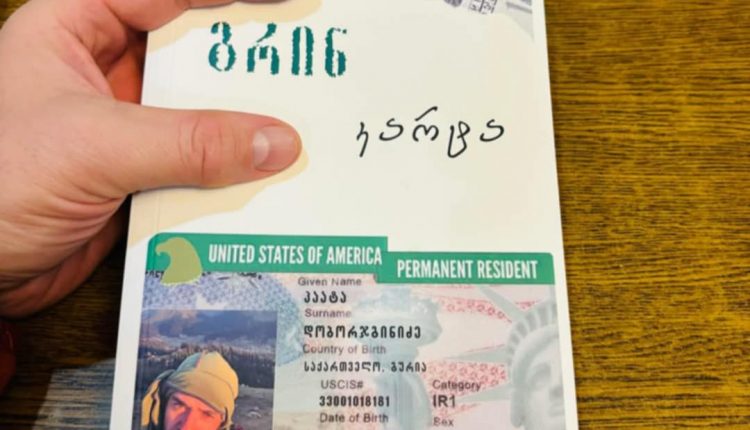 გრინ
კარტა
UNITED STATES OF AMERICA
PERMANENT RESIDENT
Given Name
პაატა
Surname
დობორჯგინიძე
Country of Birth
საქართველო, გურია
USCIS#
33001018181
Category
IR1
Date of Birth
Sex